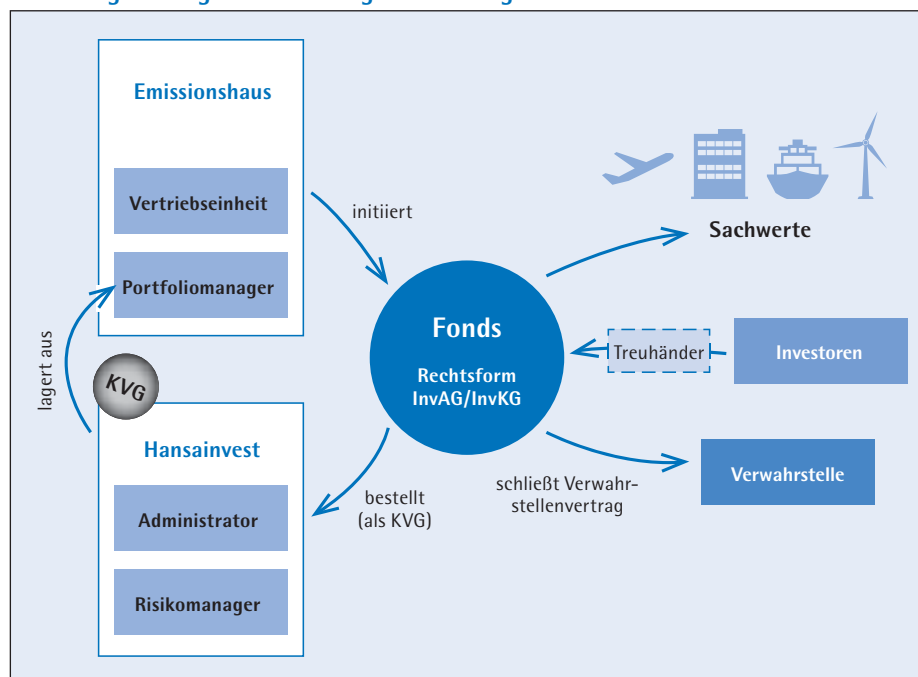 Emissionshaus
Vertriebseinheit
Portfoliomanager
initiiert
Sachwerte
Fonds
Rechtsform
InvAG/InvKG
Treuhänder
Investoren
lagert aus
KVG
Hansainvest
Administrator
Risikomanager
bestellt
(als KVG)
schließt Verwahr-
stellenvertrag
Verwahrstelle